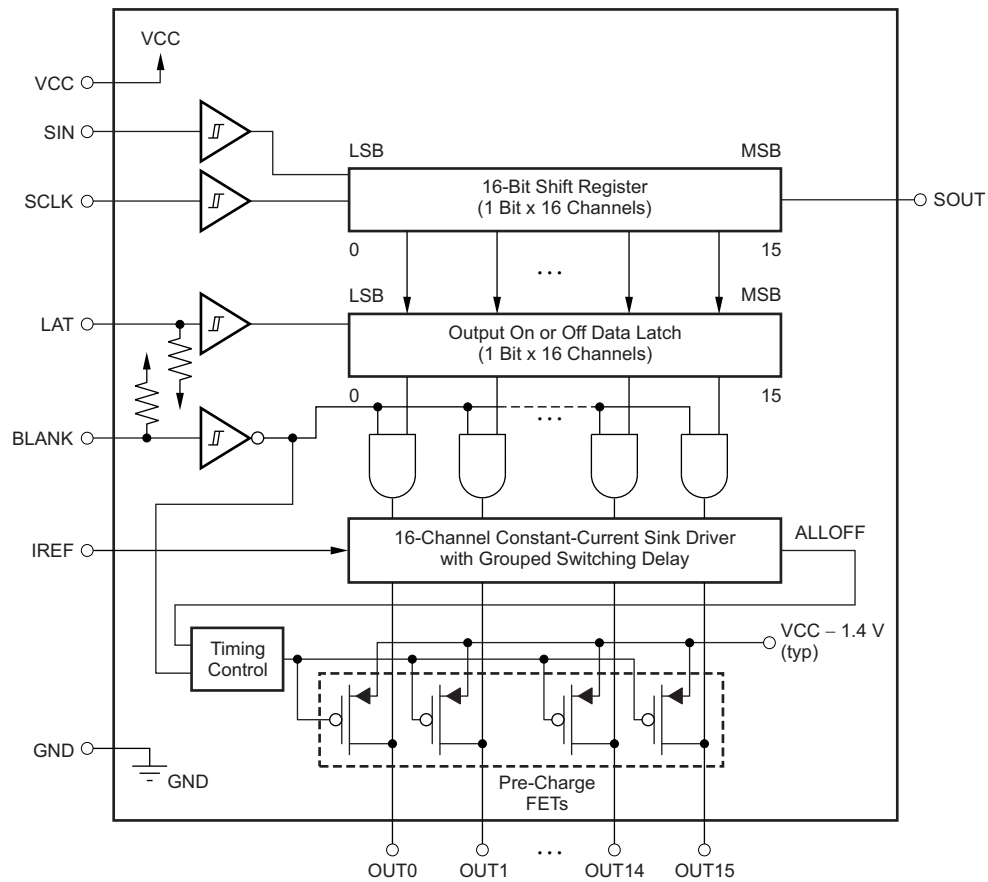 VCC
VCC
SIN
LSB
MSB
16-Bit Shift Register
(1 Bit x 16 Channels)
SCLK
SOUT
0
15
...
LSB
MSB
LAT
Output On or Off Data Latch
(1 Bit x 16 Channels)
0
15
...
BLANK
16-Channel Constant-Current Sink Driver
with Grouped Switching Delay
ALLOFF
IREF
VCC – 1.4 V
(typ)
Timing
Control
GND
GND
Pre-Charge
FETs
OUT0
OUT1
...
OUT14
OUT15